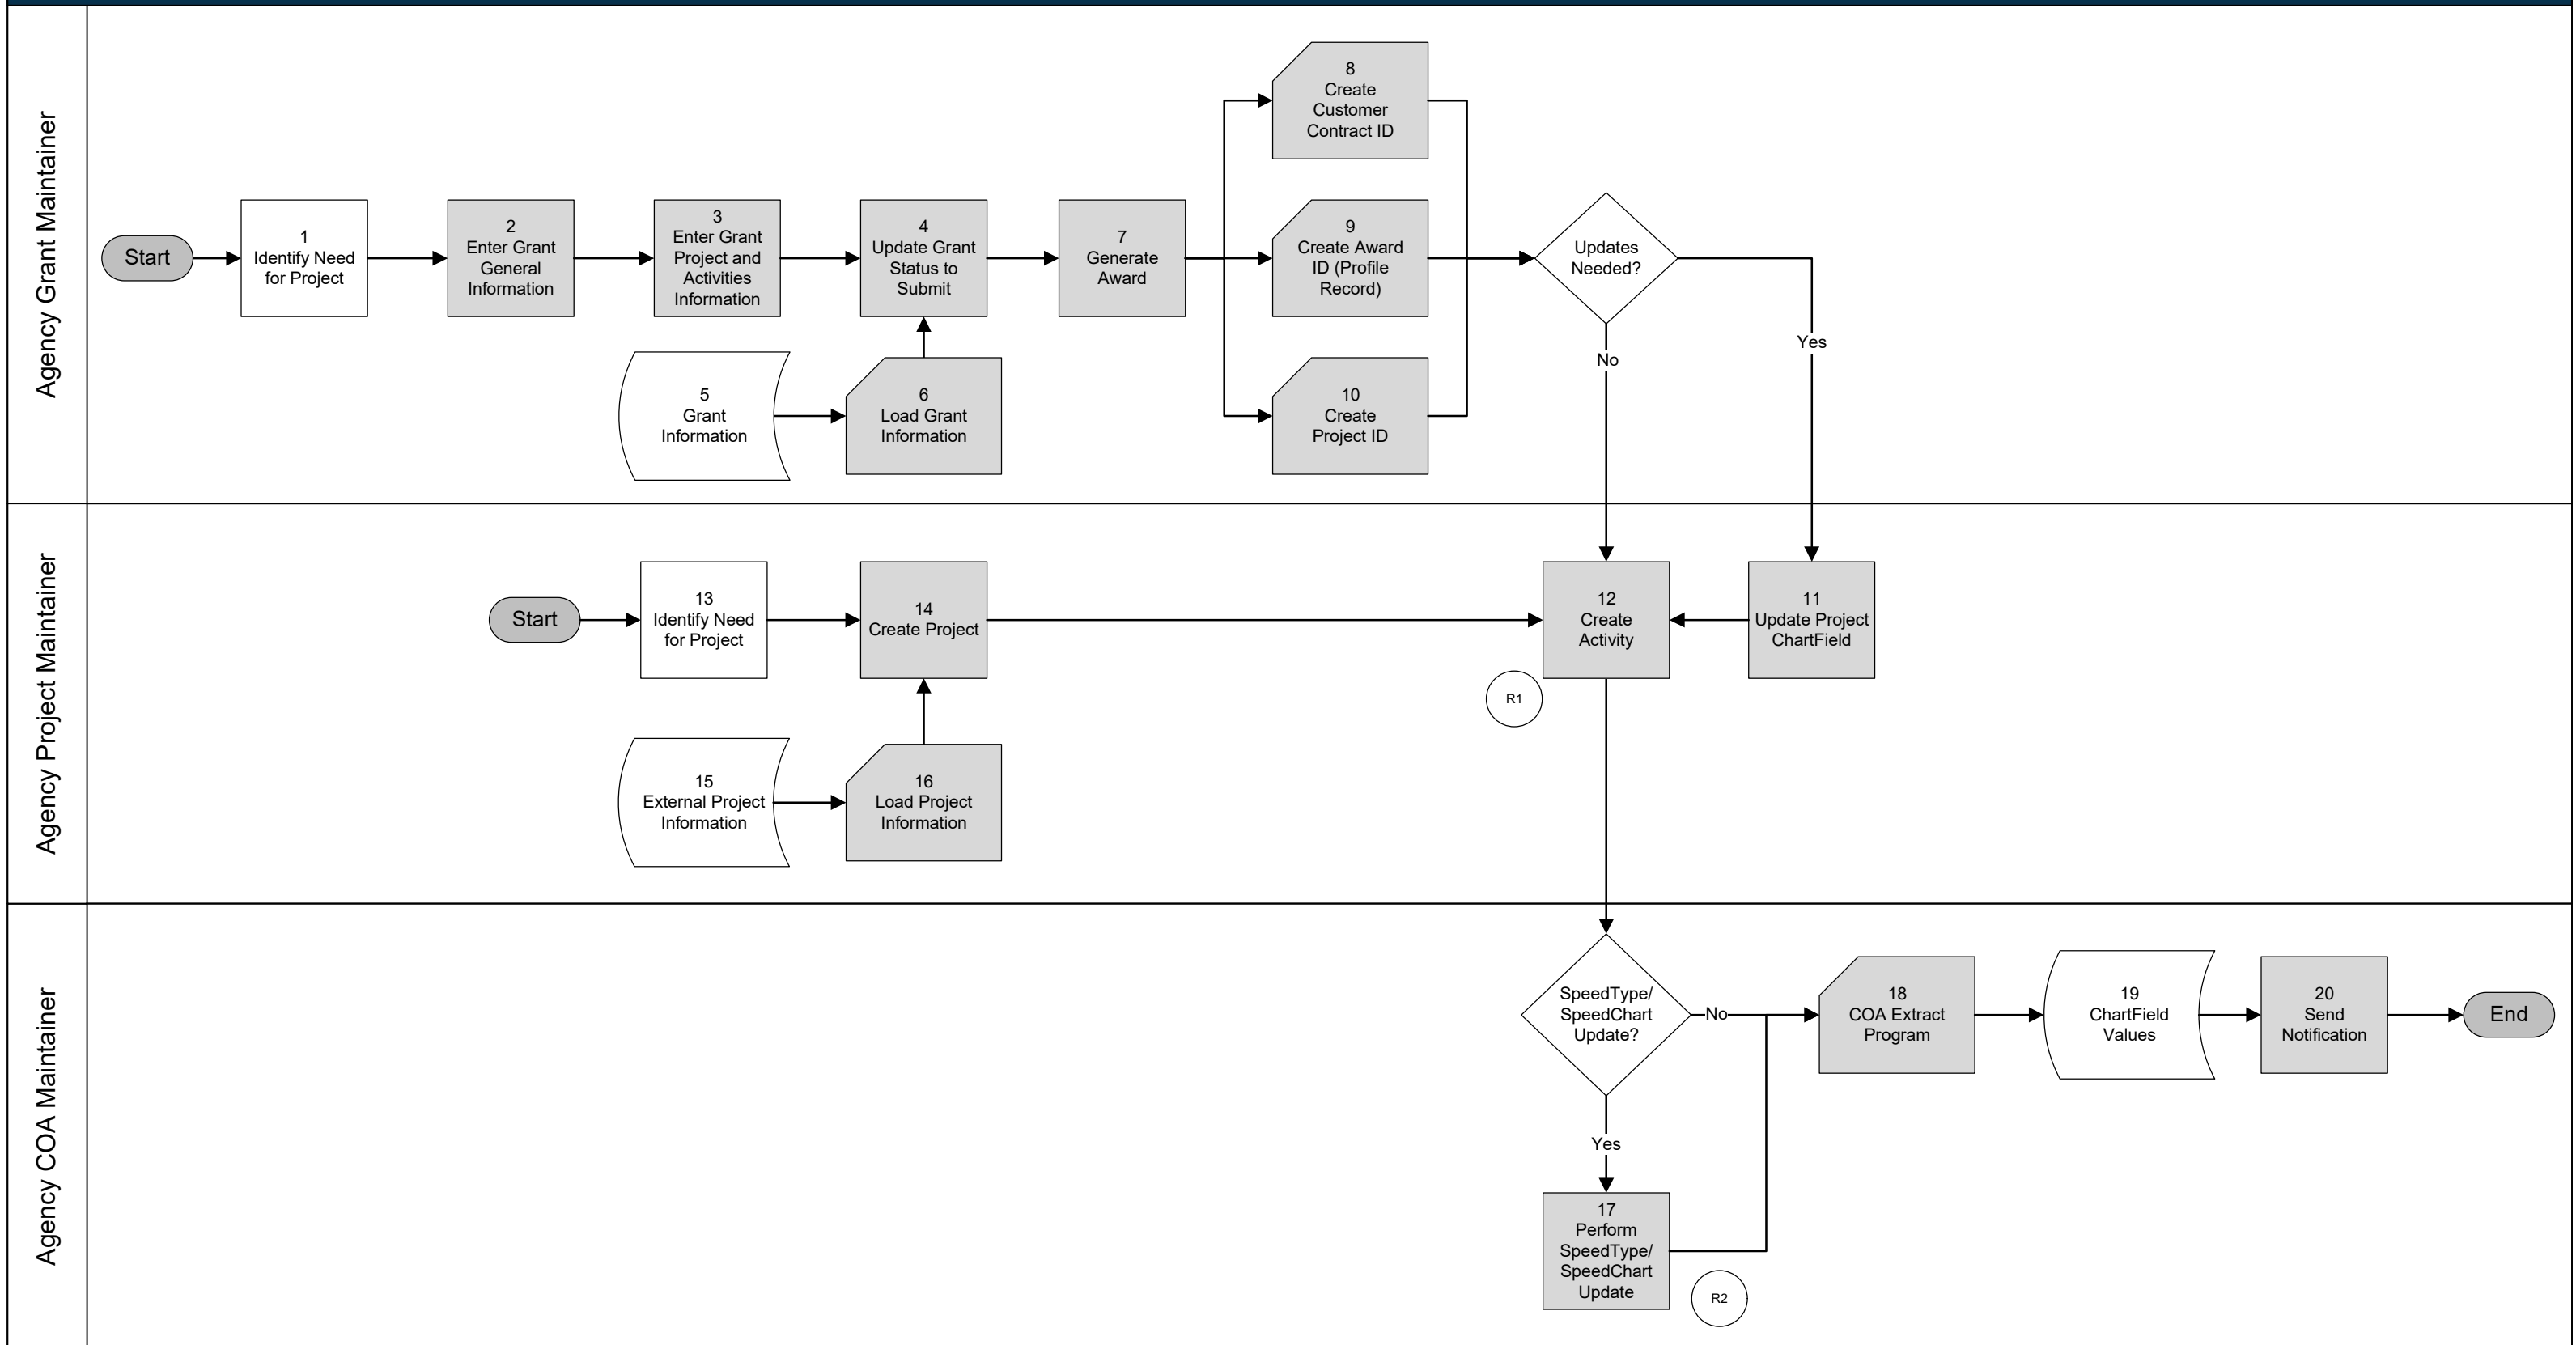 Agency Grant Maintainer
Start
1
Identify Need
for Project
2
Enter Grant
General
Information
3
Enter Grant
Project and
Activities
Information
4
Update Grant
Status to
Submit
5
Grant
Information
6
Load Grant
Information
7
Generate
Award
8
Create
Customer
Contract ID
9
Create Award
ID (Profile
Record)
10
Create
Project ID
Updates
Needed?
No
Yes
Agency Project Maintainer
Start
13
Identify Need
for Project
14
Create Project
12
Create
Activity
11
Update Project
ChartField
R1
15
External Project
Information
16
Load Project
Information
Agency COA Maintainer
SpeedType/
SpeedChart
Update?
No
Yes
17
Perform
SpeedType/
SpeedChart
Update
R2
18
COA Extract
Program
19
ChartField
Values
20
Send
Notification
End